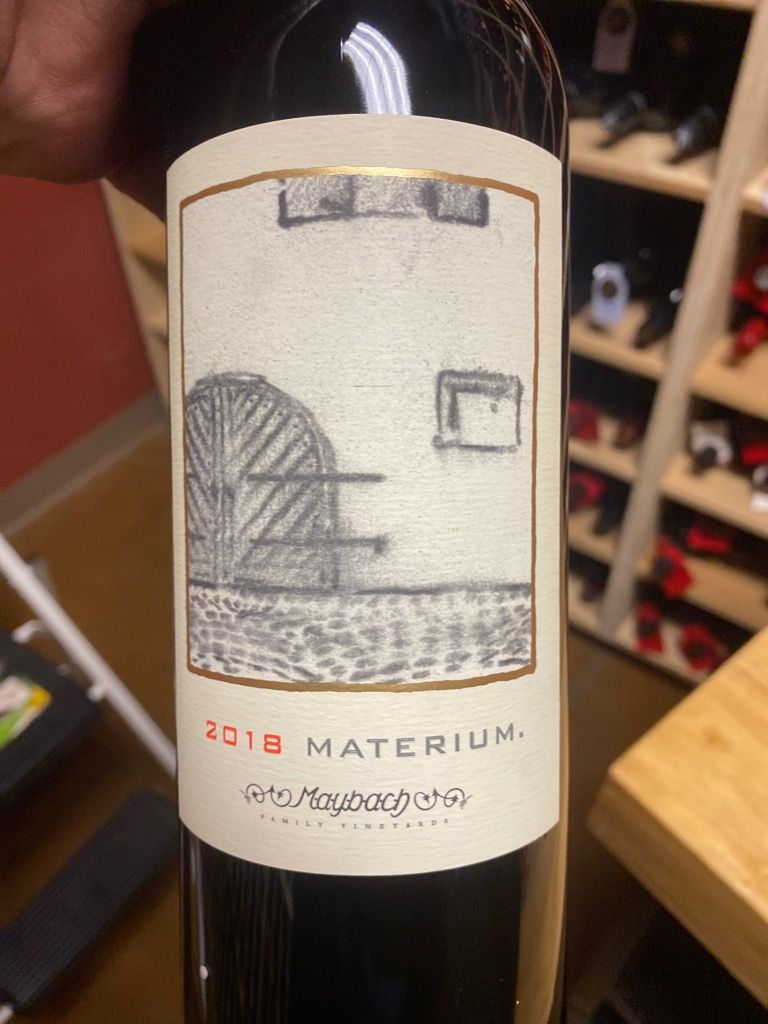 2018 MATERIUM.
Maybach
FAMILY VINEYARDS